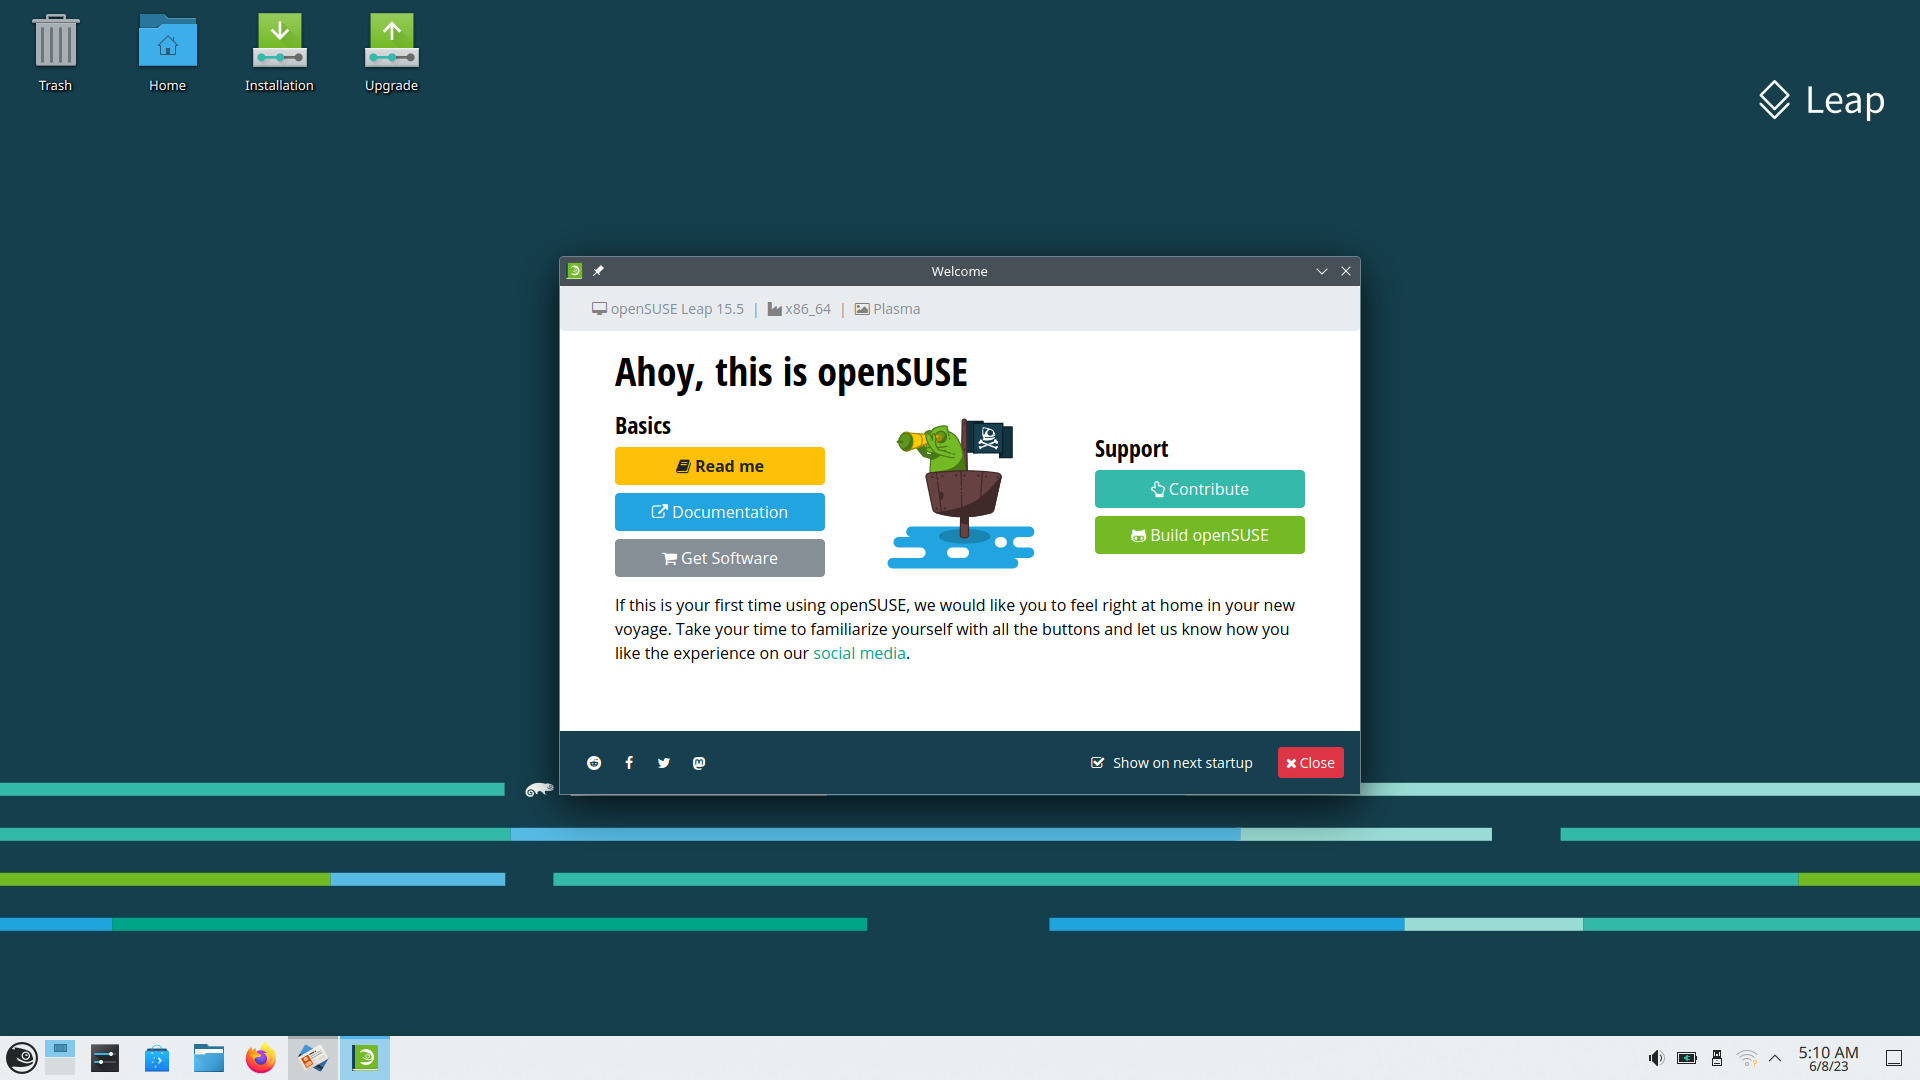 Trash
Home
Installation
Upgrade
Leap
Welcome
openSUSE Leap 15.5 | x86_64 | Plasma
Ahoy, this is openSUSE
Basics
Read me
Documentation
Get Software
Support
Contribute
Build openSUSE
If this is your first time using openSUSE, we would like you to feel right at home in your new
voyage. Take your time to familiarize yourself with all the buttons and let us know how you
like the experience on our social media.
Show on next startup
Close
5:10 AM
6/8/23